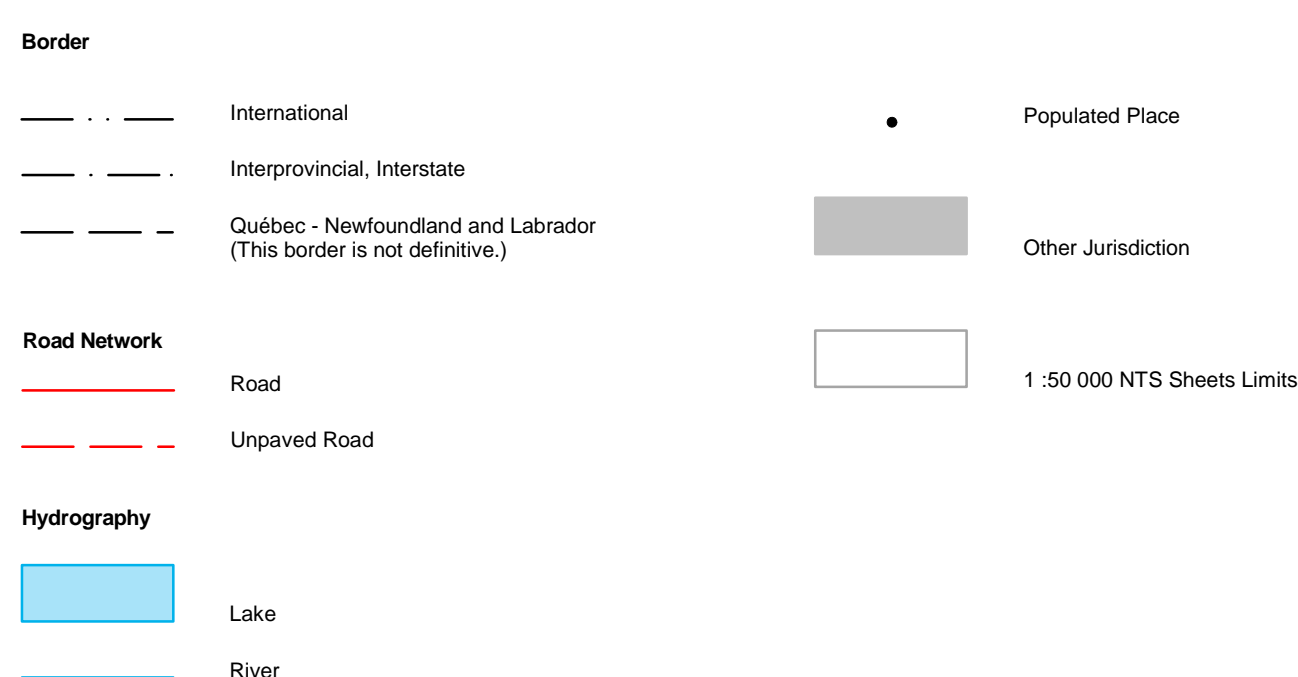 Border
International
Interprovincial, Interstate
Québec - Newfoundland and Labrador
(This border is not definitive.)
Road Network
Road
Unpaved Road
Hydrography
Lake
River
Populated Place
Other Jurisdiction
1 :50 000 NTS Sheets Limits